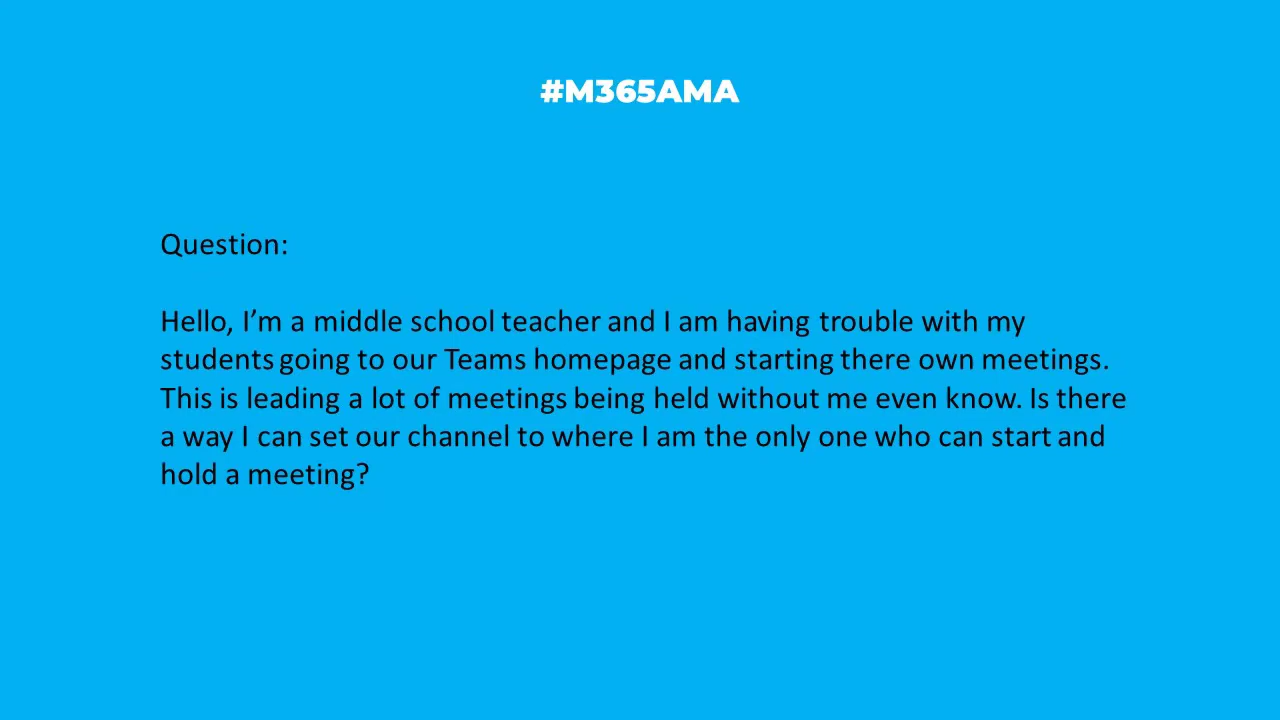 #M365AMA
Question:
Hello, I’m a middle school teacher and I am having trouble with my
students going to our Teams homepage and starting there own meetings.
This is leading a lot of meetings being held without me even know. Is there
a way I can set our channel to where I am the only one who can start and
hold a meeting?